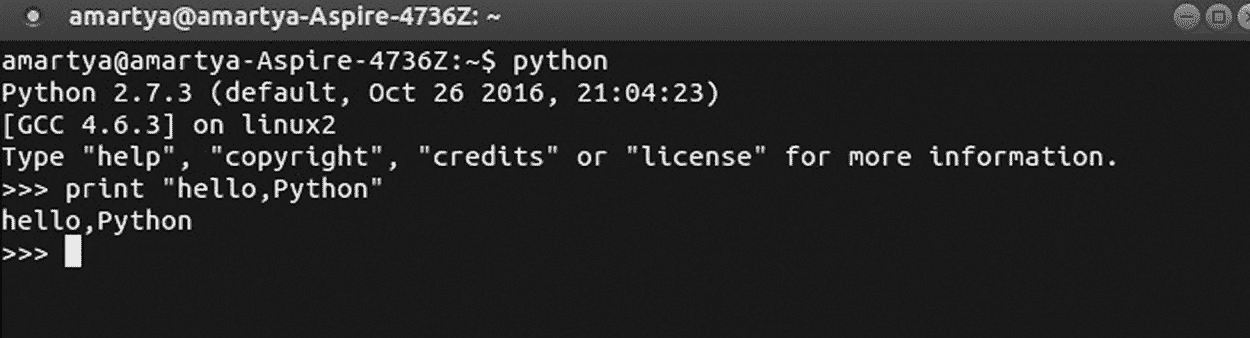 amartya@amartya-Aspire-4736Z: ~
amartya@amartya-Aspire-4736Z:~$ python
Python 2.7.3 (default, Oct 26 2016, 21:04:23)
[GCC 4.6.3] on linux2
Type "help", "copyright", "credits" or "license" for more information.
>>> print "hello,Python"
hello,Python
>>>